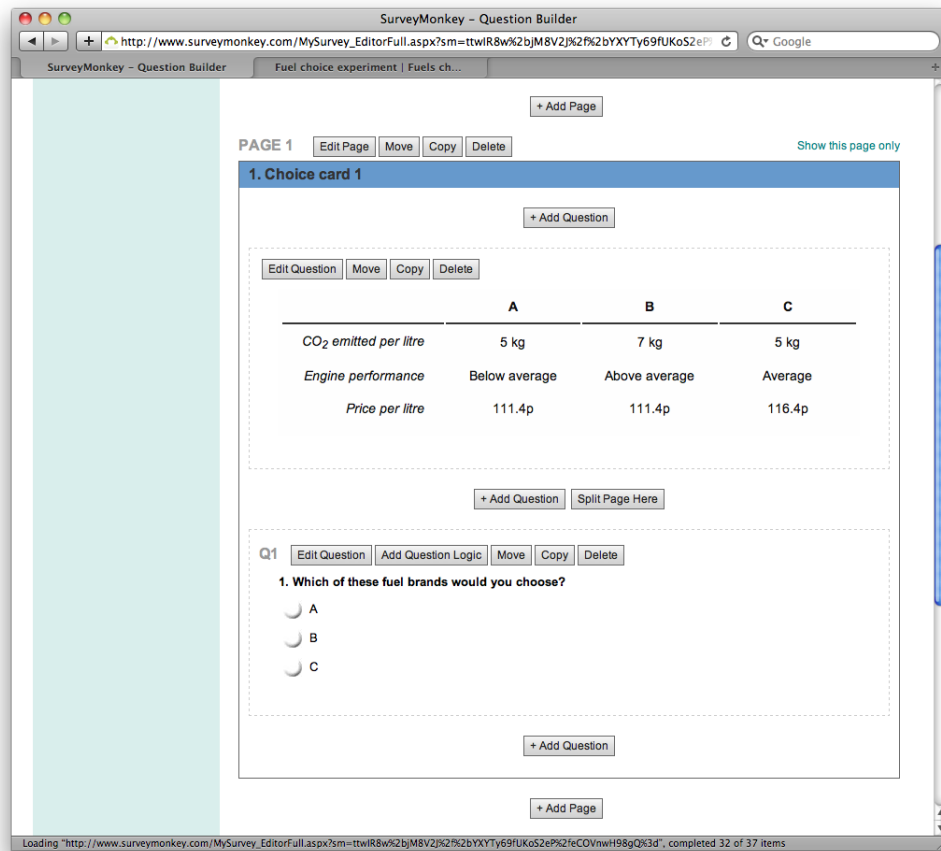 SurveyMonkey – Question Builder
http://www.surveymonkey.com/MySurvey_EditorFull.aspx?sm=ttwIR8w%2bjM8V2J%2f%2bYXYTy69fUKoS2eP
Google
SurveyMonkey – Question Builder Fuel choice experiment | Fuels ch...
+ Add Page
PAGE 1 Edit Page Move Copy Delete Show this page only
1. Choice card 1
+ Add Question
Edit Question Move Copy Delete
A B C
CO2 emitted per litre 5 kg 7 kg 5 kg
Engine performance Below average Above average Average
Price per litre 111.4p 111.4p 116.4p
+ Add Question Split Page Here
Q1 Edit Question Add Question Logic Move Copy Delete
1. Which of these fuel brands would you choose?
A
B
C
+ Add Question
+ Add Page
Loading "http://www.surveymonkey.com/MySurvey_EditorFull.aspx?sm=ttwIR8w%2bjM8V2J%2f%2bYXYTy69fUKoS2eP%2feCOVnwH98gQ%3d", completed 32 of 37 items